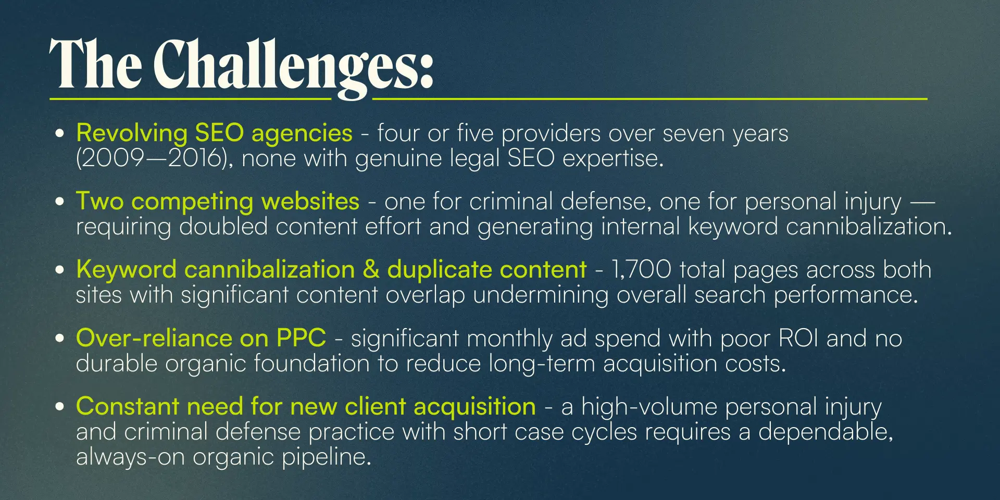 The Challenges:
• Revolving SEO agencies - four or five providers over seven years
(2009—2016), none with genuine legal SEO expertise.
• Two competing websites - one for criminal defense, one for personal injury —
requiring doubled content effort and generating internal keyword cannibalization.
• Keyword cannibalization & duplicate content - 1,700 total pages across both
sites with significant content overlap undermining overall search performance.
• Over-reliance on PPC - significant monthly ad spend with poor ROI and no
durable organic foundation to reduce long-term acquisition costs.
• Constant need for new client acquisition - a high-volume personal injury
and criminal defense practice with short case cycles requires a dependable,
always-on organic pipeline.